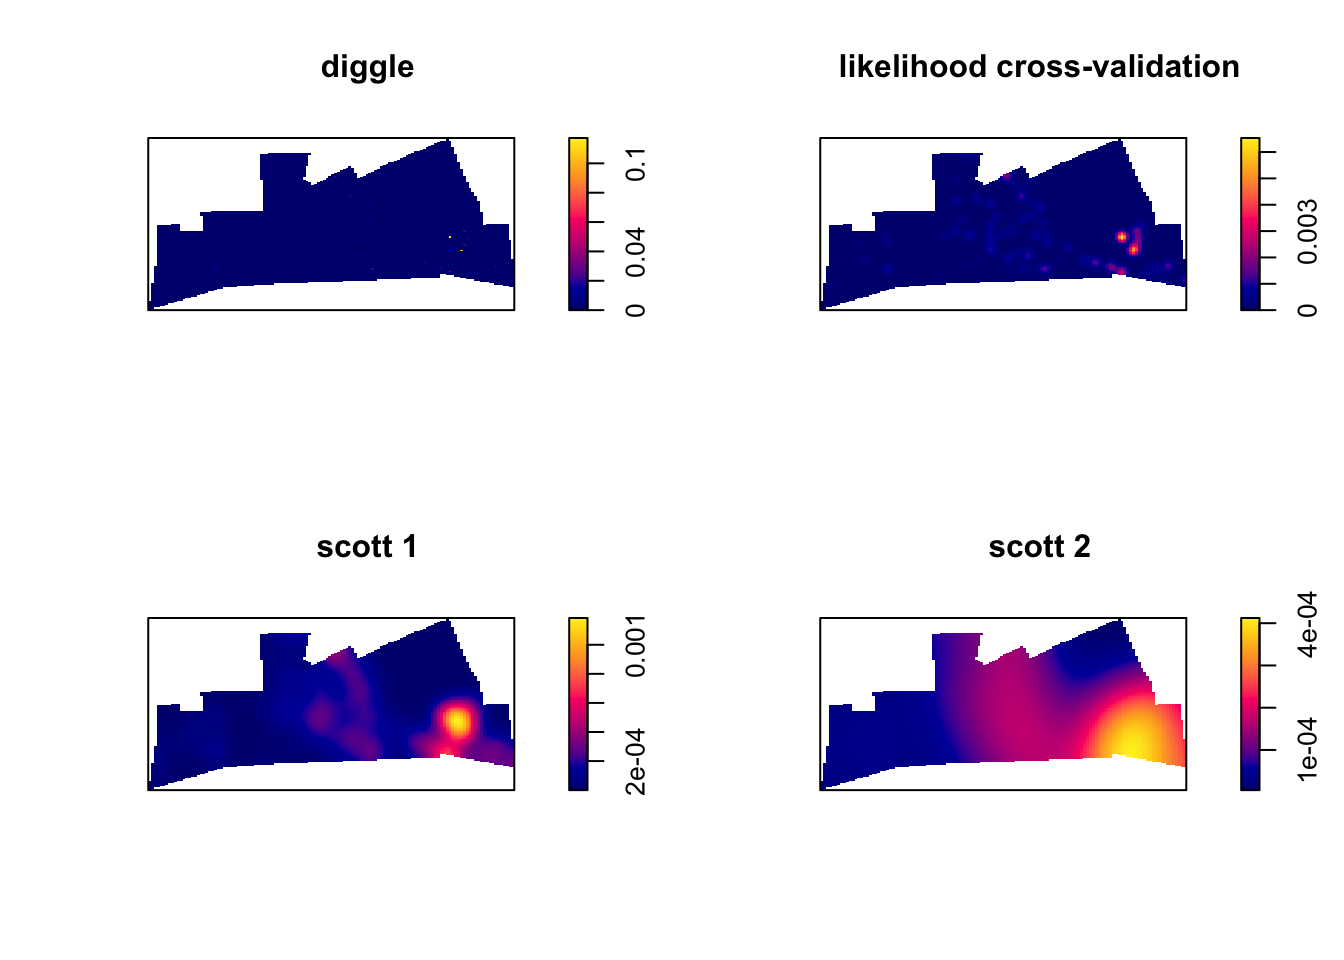 diggle
0.1
0.04
0
likelihood cross-validation
0.003
0
scott 1
0.001
2e-04
scott 2
4e-04
1e-04